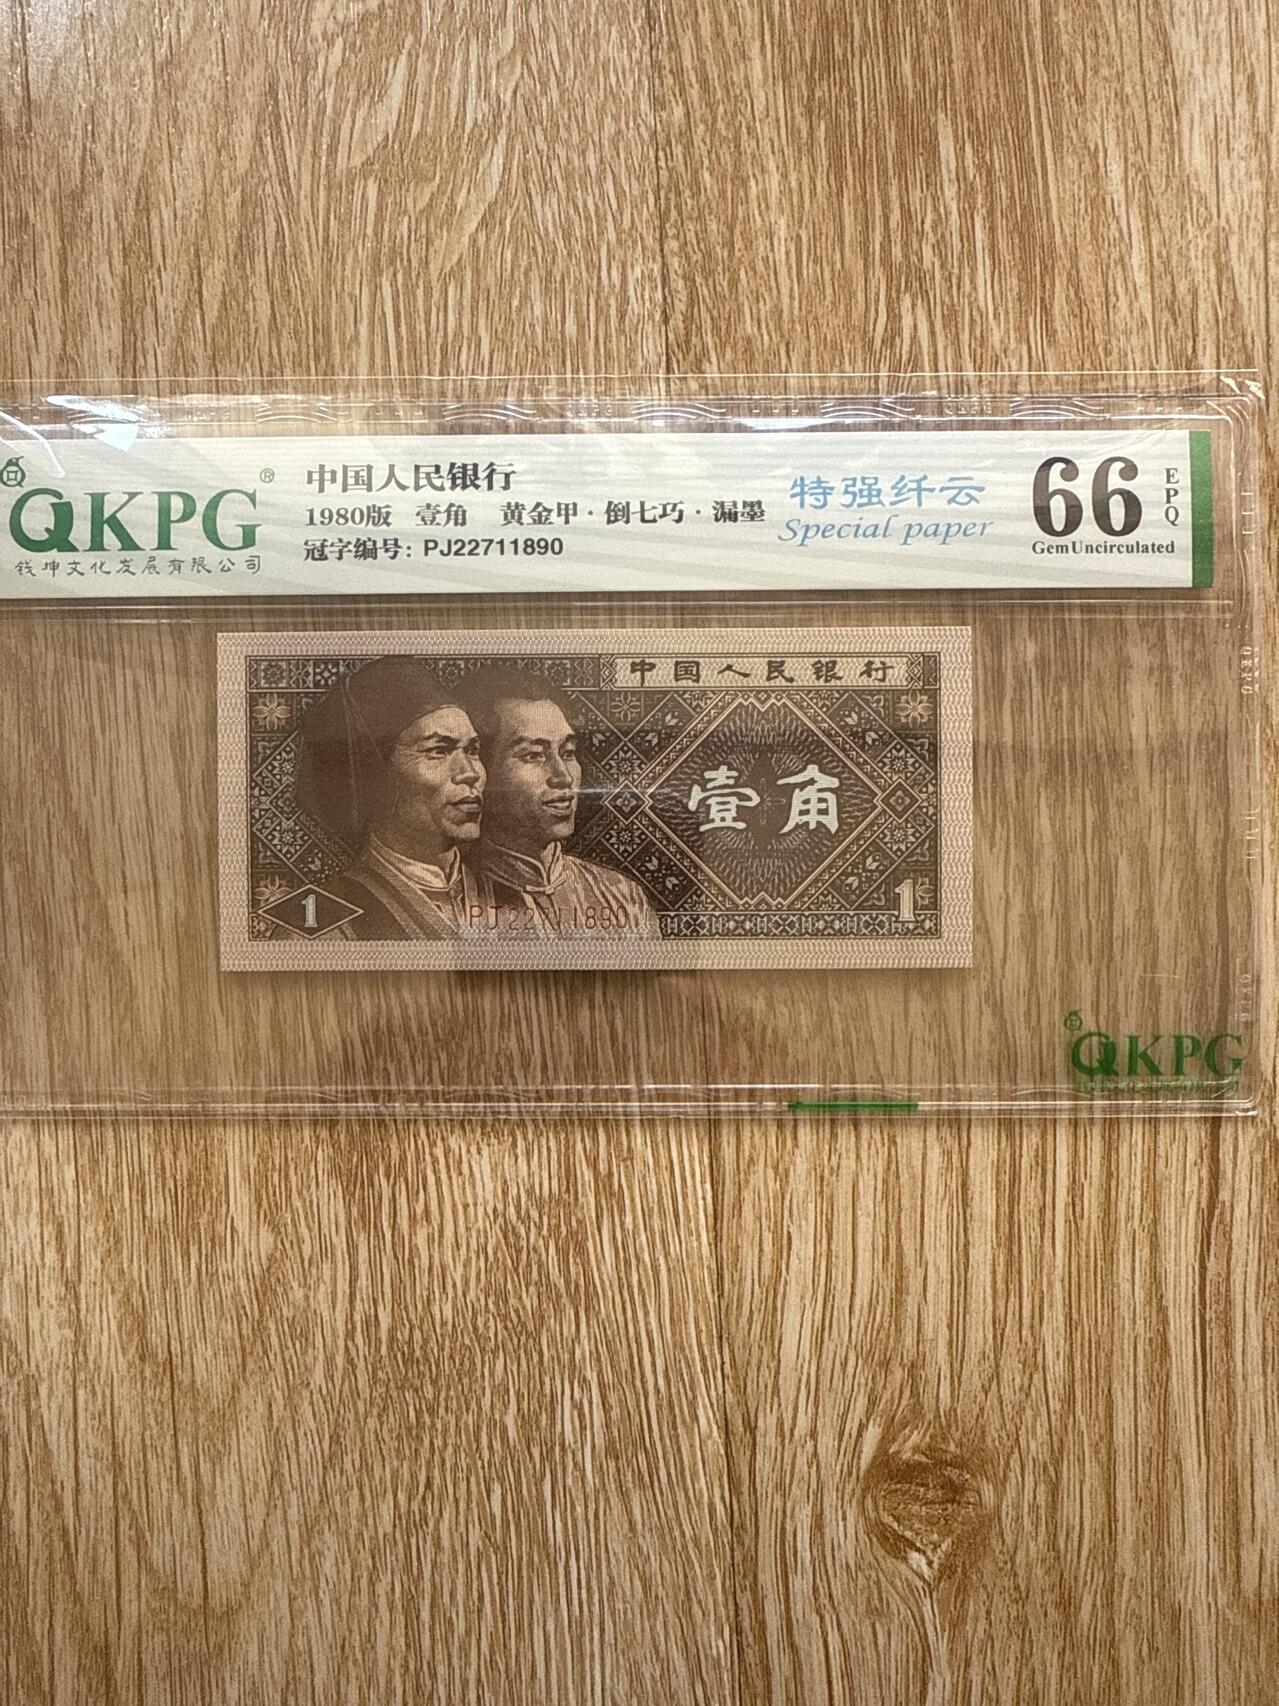 QKPG®
钱坤文化发展有限公司
中国人民银行
1980版 壹角 黄金甲·倒七巧·漏墨
冠字编号: PJ22711890
特强纤云
Special paper
66
EPQ
Gem Uncirculated
中国人民银行
壹角
1
PJ22711890
1
QKPG